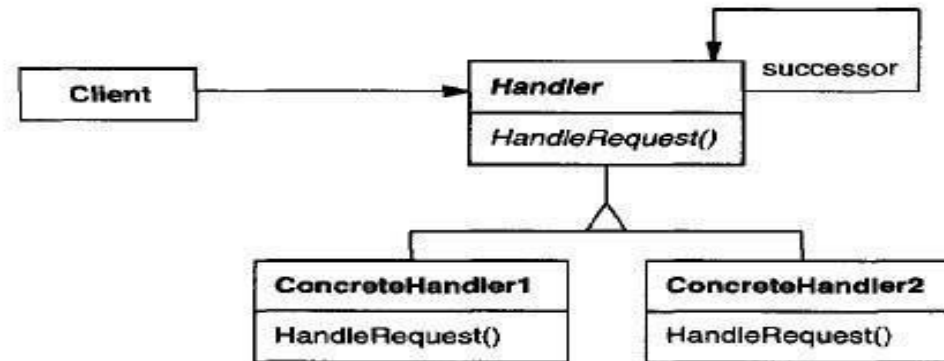 successor
Client
Handler
HandleRequest()
ConcreteHandler1
HandleRequest()
ConcreteHandler2
HandleRequest()